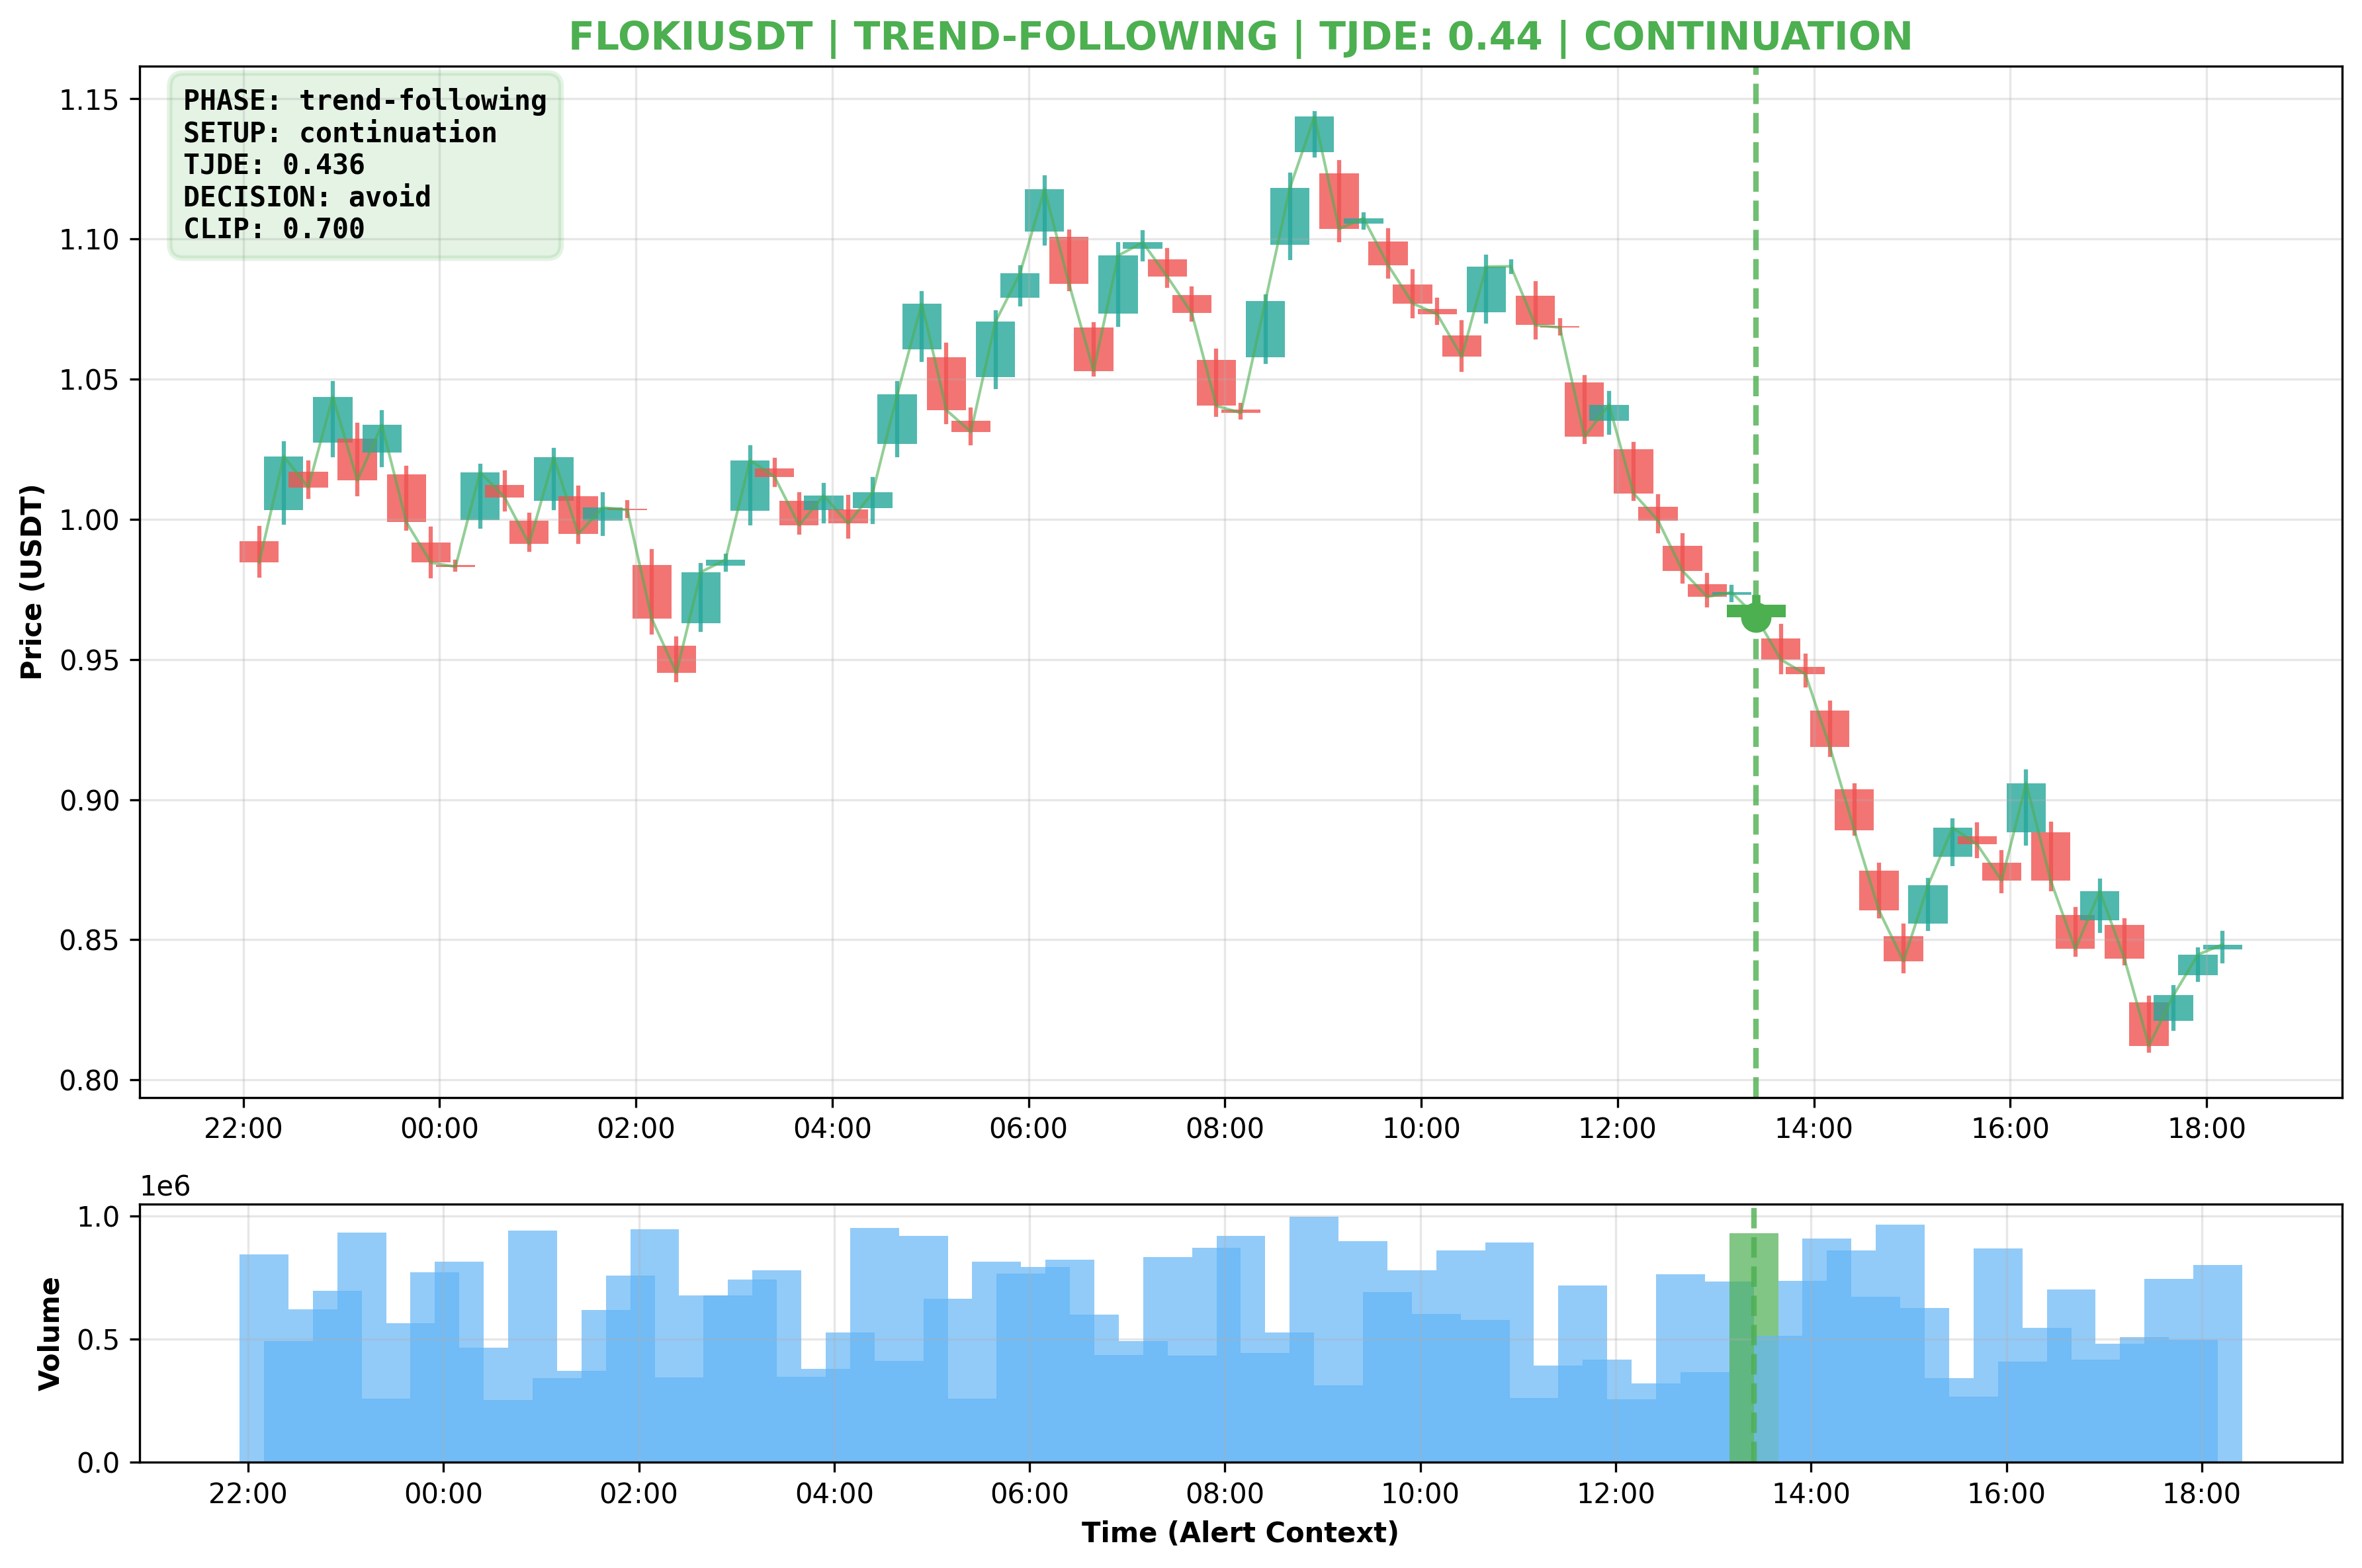 FLOKIUSDT | TREND-FOLLOWING | TJDE: 0.44 | CONTINUATION
PHASE: trend-following
SETUP: continuation
TJDE: 0.436
DECISION: avoid
CLIP: 0.700
Price (USDT)
1.15
1.10
1.05
1.00
0.95
0.90
0.85
0.80
22:00 00:00 02:00 04:00 06:00 08:00 10:00 12:00 14:00 16:00 18:00
1e6
Volume
1.0
0.5
0.0
22:00 00:00 02:00 04:00 06:00 08:00 10:00 12:00 14:00 16:00 18:00
Time (Alert Context)